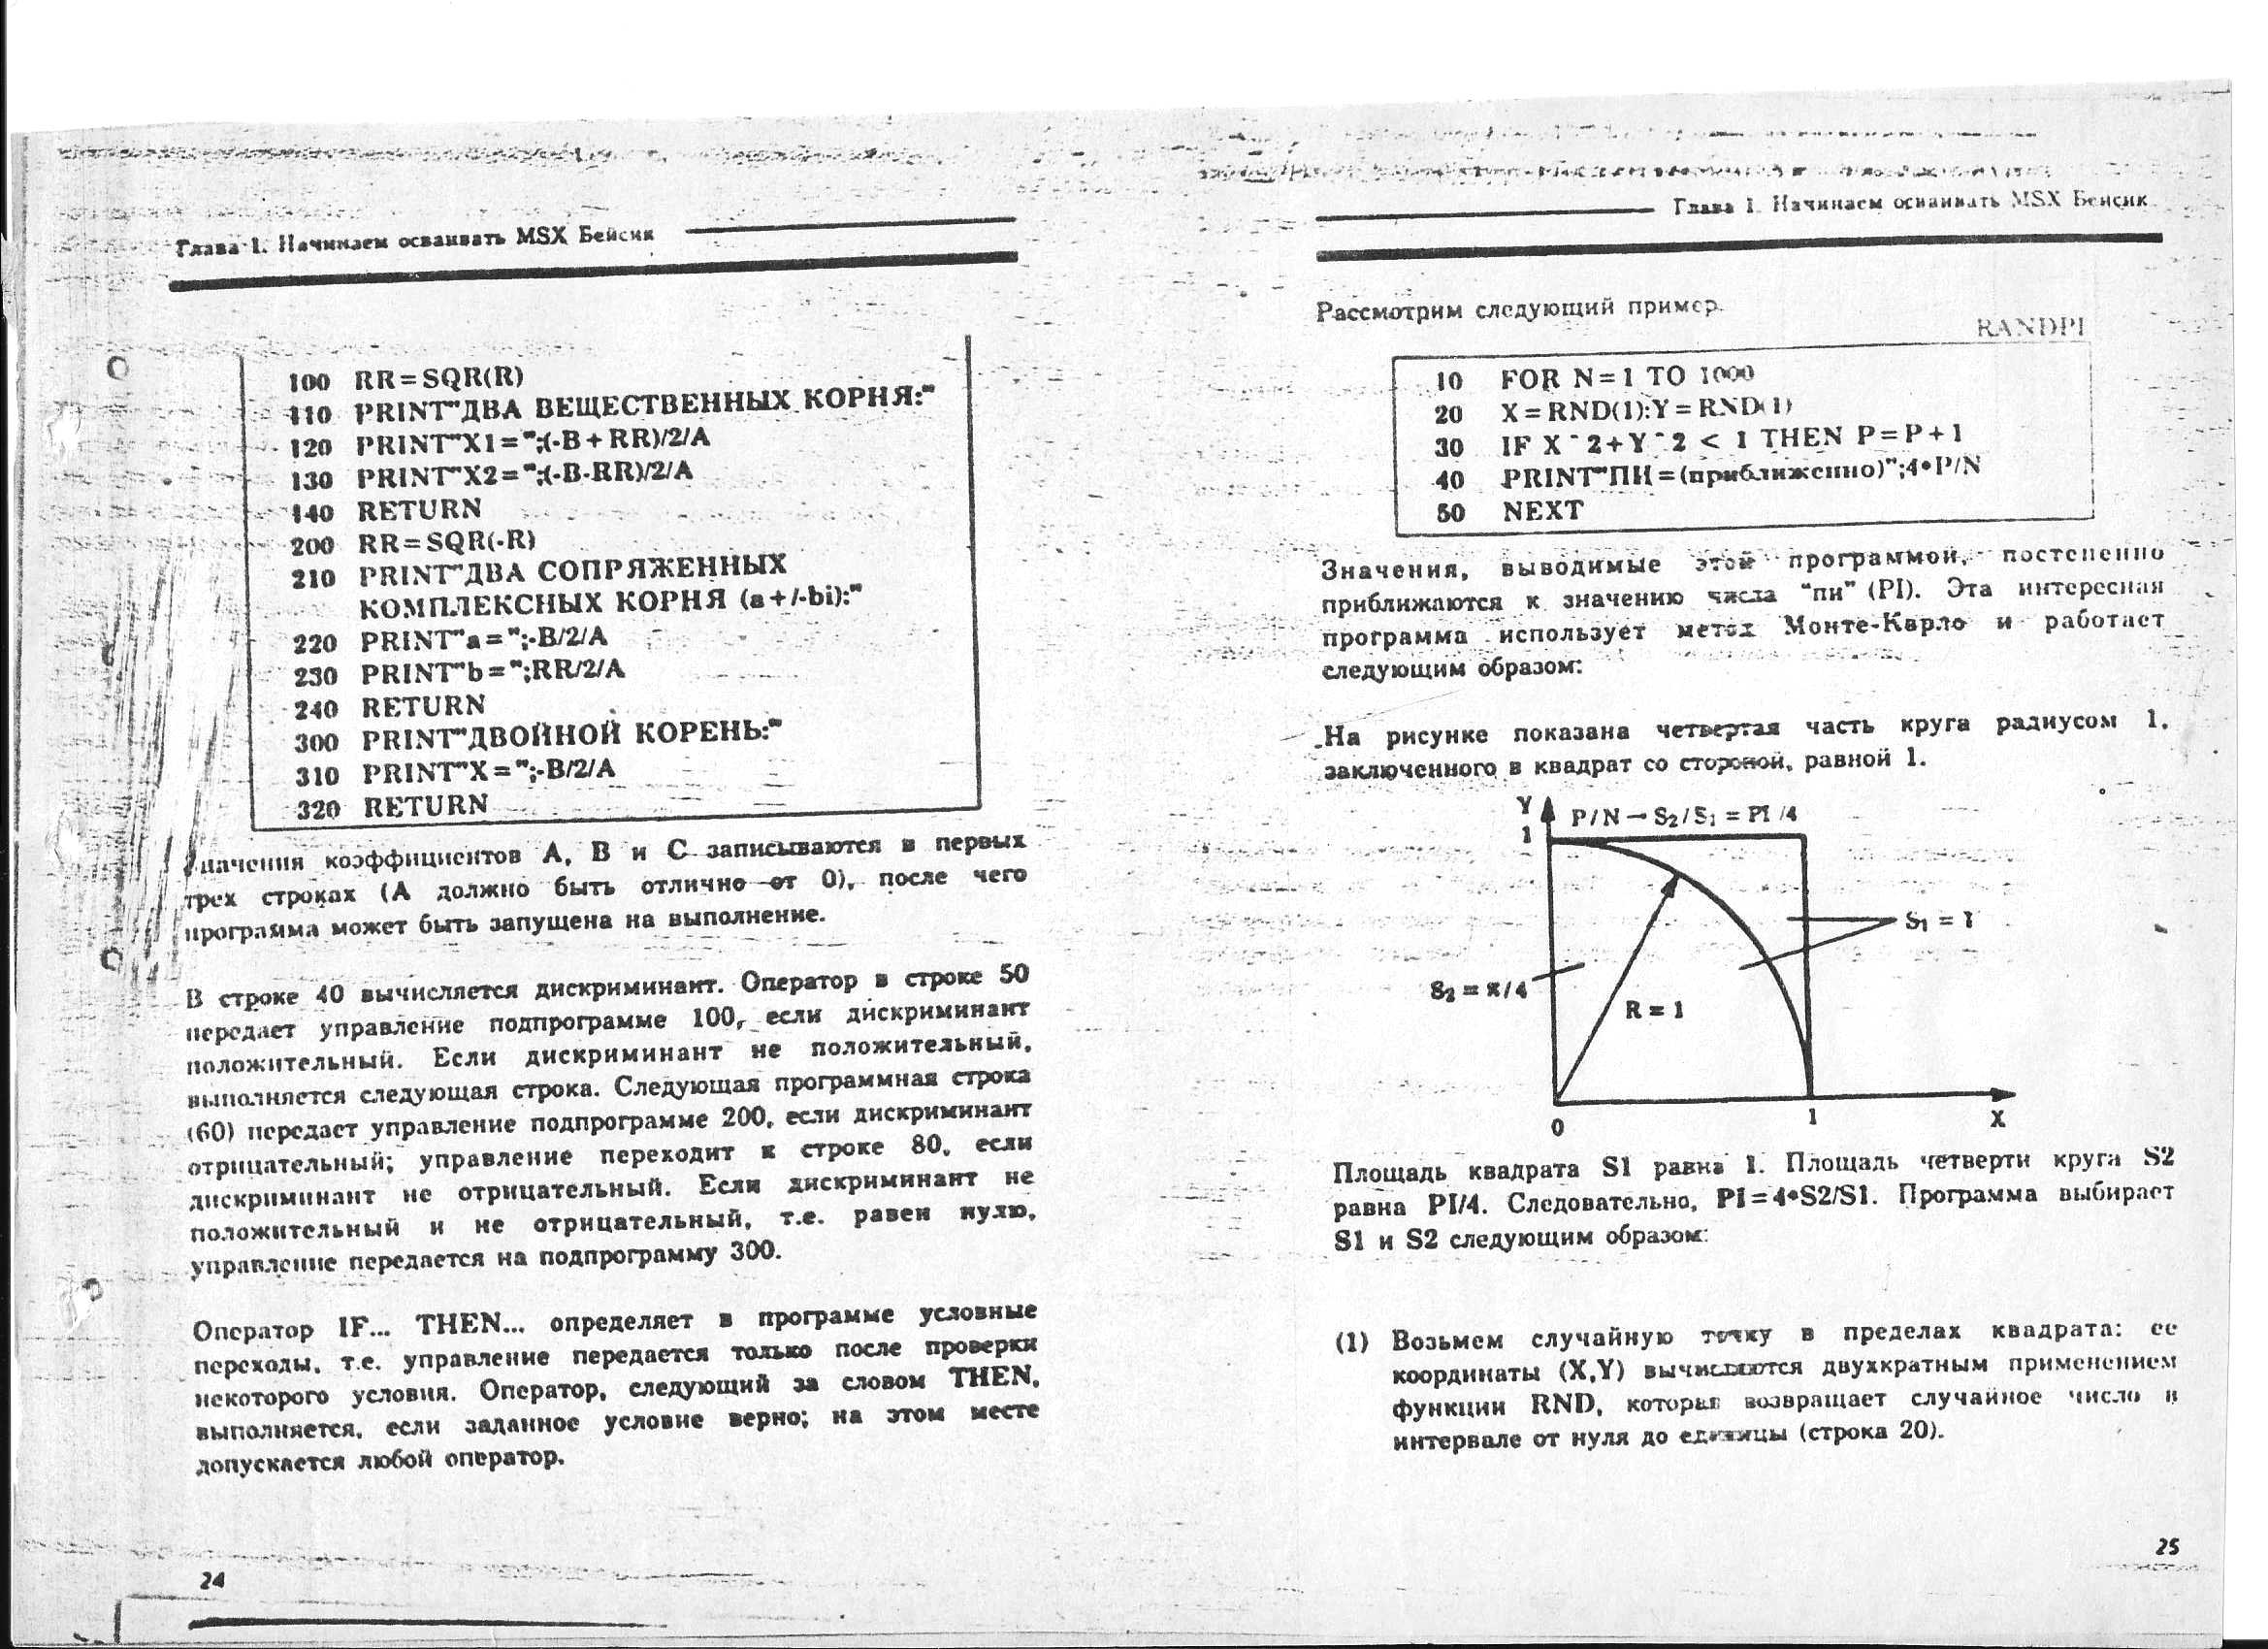 Глава 1. Начинаем осваивать MSX Бейсик
100 RR=SQR(R)
110 PRINT"ДВА ВЕЩЕСТВЕННЫХ КОРНЯ:"
120 PRINT"X1=";(-B+RR)/2/A
130 PRINT"X2=";(-B-RR)/2/A
140 RETURN
200 RR=SQR(-R)
210 PRINT"ДВА СОПРЯЖЕННЫХ
КОМПЛЕКСНЫХ КОРНЯ (a+/-bi):"
220 PRINT"a=";-B/2/A
230 PRINT"b=";RR/2/A
240 RETURN
300 PRINT"ДВОЙНОЙ КОРЕНЬ:"
310 PRINT"X=";-B/2/A
320 RETURN
Значения коэффициентов A, B и C записываются в первых
трех строках (A должно быть отлично от 0), после чего
программа может быть запущена на выполнение.
В строке 40 вычисляется дискриминант. Оператор в строке 50
передает управление подпрограмме 100, если дискриминант
положительный. Если дискриминант не положительный,
выполняется следующая строка. Следующая программная строка
(60) передает управление подпрограмме 200, если дискриминант
отрицательный; управление переходит к строке 80, если
дискриминант не отрицательный. Если дискриминант не
положительный и не отрицательный, т.е. равен нулю,
управление передается на подпрограмму 300.
Оператор IF... THEN... определяет в программе условные
переходы, т.е. управление передается только после проверки
некоторого условия. Оператор, следующий за словом THEN,
выполняется, если заданное условие верно; на этом месте
допускается любой оператор.
24
Глава 1. Начинаем осваивать MSX Бейсик
Рассмотрим следующий пример.
RANDPI
10 FOR N=1 TO 1000
20 X=RND(1):Y=RND(1)
30 IF X^2+Y^2 < 1 THEN P=P+1
40 PRINT"ПИ=(приближенно)";4*P/N
50 NEXT
Значения, выводимые этой программой, постепенно
приближаются к значению числа "пи" (PI). Эта интересная
программа использует метод Монте-Карло и работает
следующим образом:
На рисунке показана четвертая часть круга радиусом 1,
заключенного в квадрат со стороной, равной 1.
Y
P/N → S₂/S₁ = PI /4
1
S₁ = 1
S₂ = π/4
R = 1
0
1
X
Площадь квадрата S1 равна 1. Площадь четверти круга S2
равна PI/4. Следовательно, PI=4*S2/S1. Программа выбирает
S1 и S2 следующим образом:
(1) Возьмем случайную точку в пределах квадрата: ее
координаты (X,Y) вычисляются двухкратным применением
функции RND, которая возвращает случайное число в
интервале от нуля до единицы (строка 20).
25